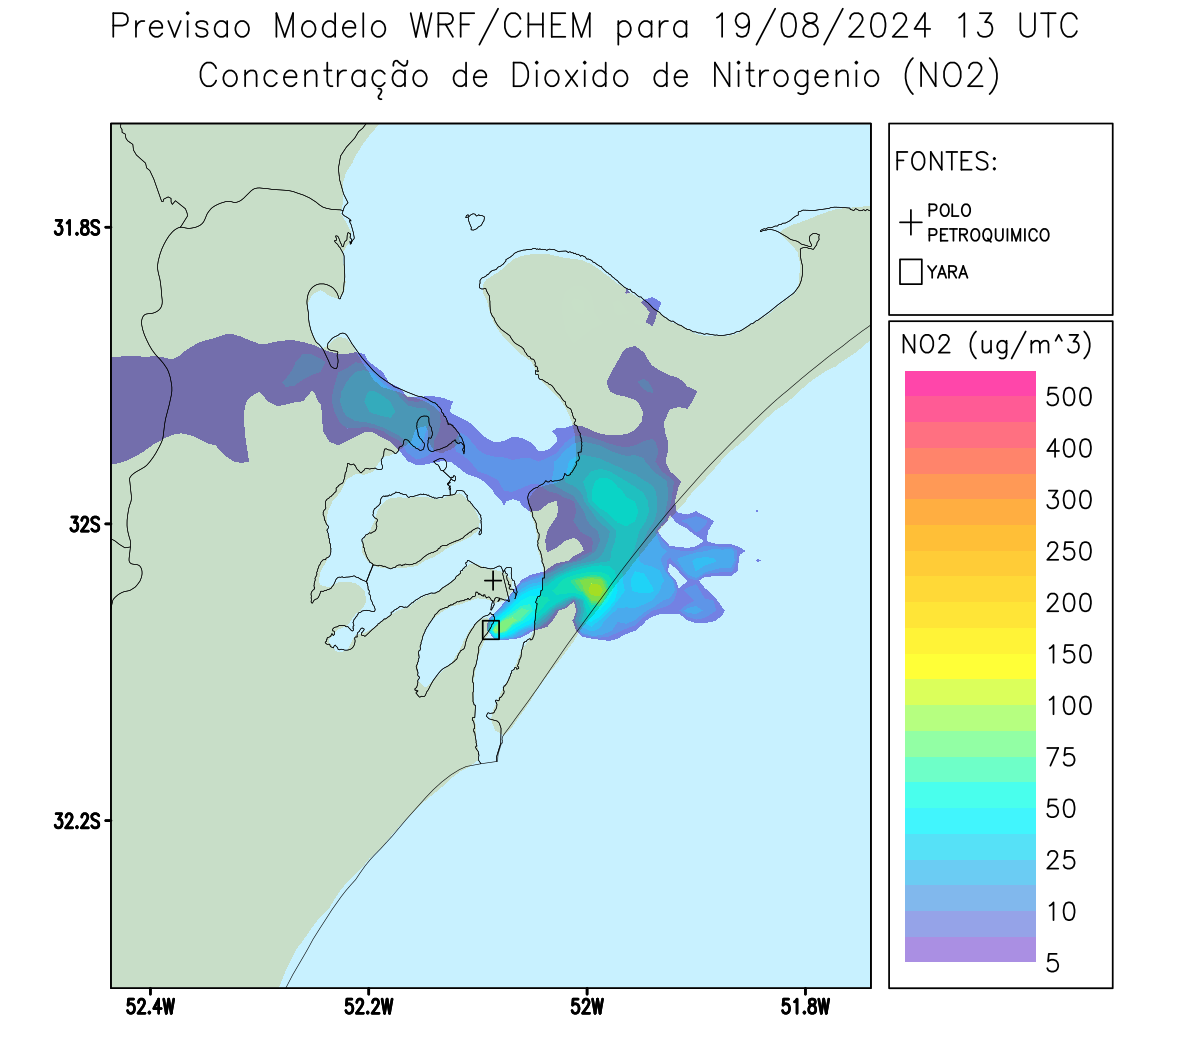 Previsao Modelo WRF/CHEM para 19/08/2024 13 UTC
Concentração de Dioxido de Nitrogenio (NO2)
FONTES:
POLO
PETROQUIMICO
YARA
NO2 (ug/m^3)
500
400
300
250
200
150
100
75
50
25
10
5
31.8S
32S
32.2S
52.4W
52.2W
52W
51.8W